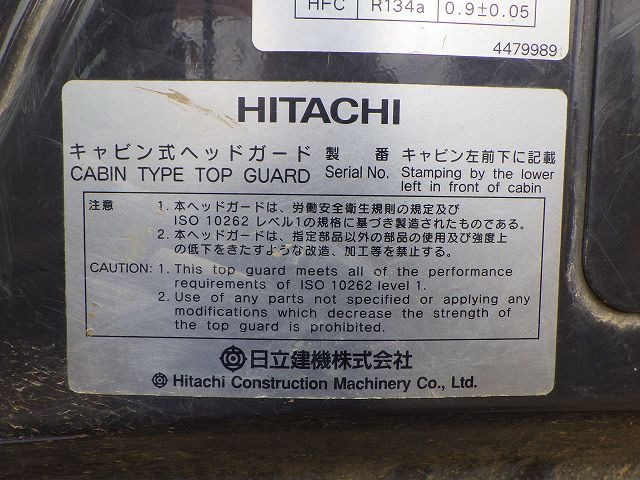 HFC R134a 0.9±0.05
4479989
HITACHI
キャビン式ヘッドガード 製 番 キャビン左前下に記載
CABIN TYPE TOP GUARD Serial No. Stamping by the lower
left in front of cabin
注意 1. 本ヘッドガードは、労働安全衛生規則の規定及び
ISO 10262 レベル1の規格に基づき製造されたものである。
2. 本ヘッドガードは、指定部品以外の部品の使用及び強度上
の低下をきたすような改造、加工等を禁止する。
CAUTION: 1. This top guard meets all of the performance
requirements of ISO 10262 level 1.
2. Use of any parts not specified or applying any
modifications which decrease the strength of
the top guard is prohibited.
日立建機株式会社
Hitachi Construction Machinery Co., Ltd.